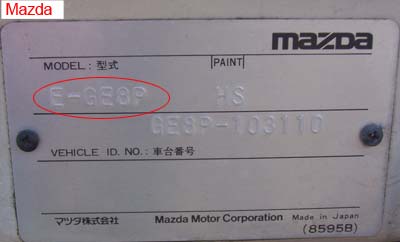 Mazda
mazda
MODEL : 型式 PAINT
E-GE8P HS
GE8P-103110
VEHICLE ID. NO. : 車台番号
マツダ株式会社 Mazda Motor Corporation Made in Japan
(8595B)